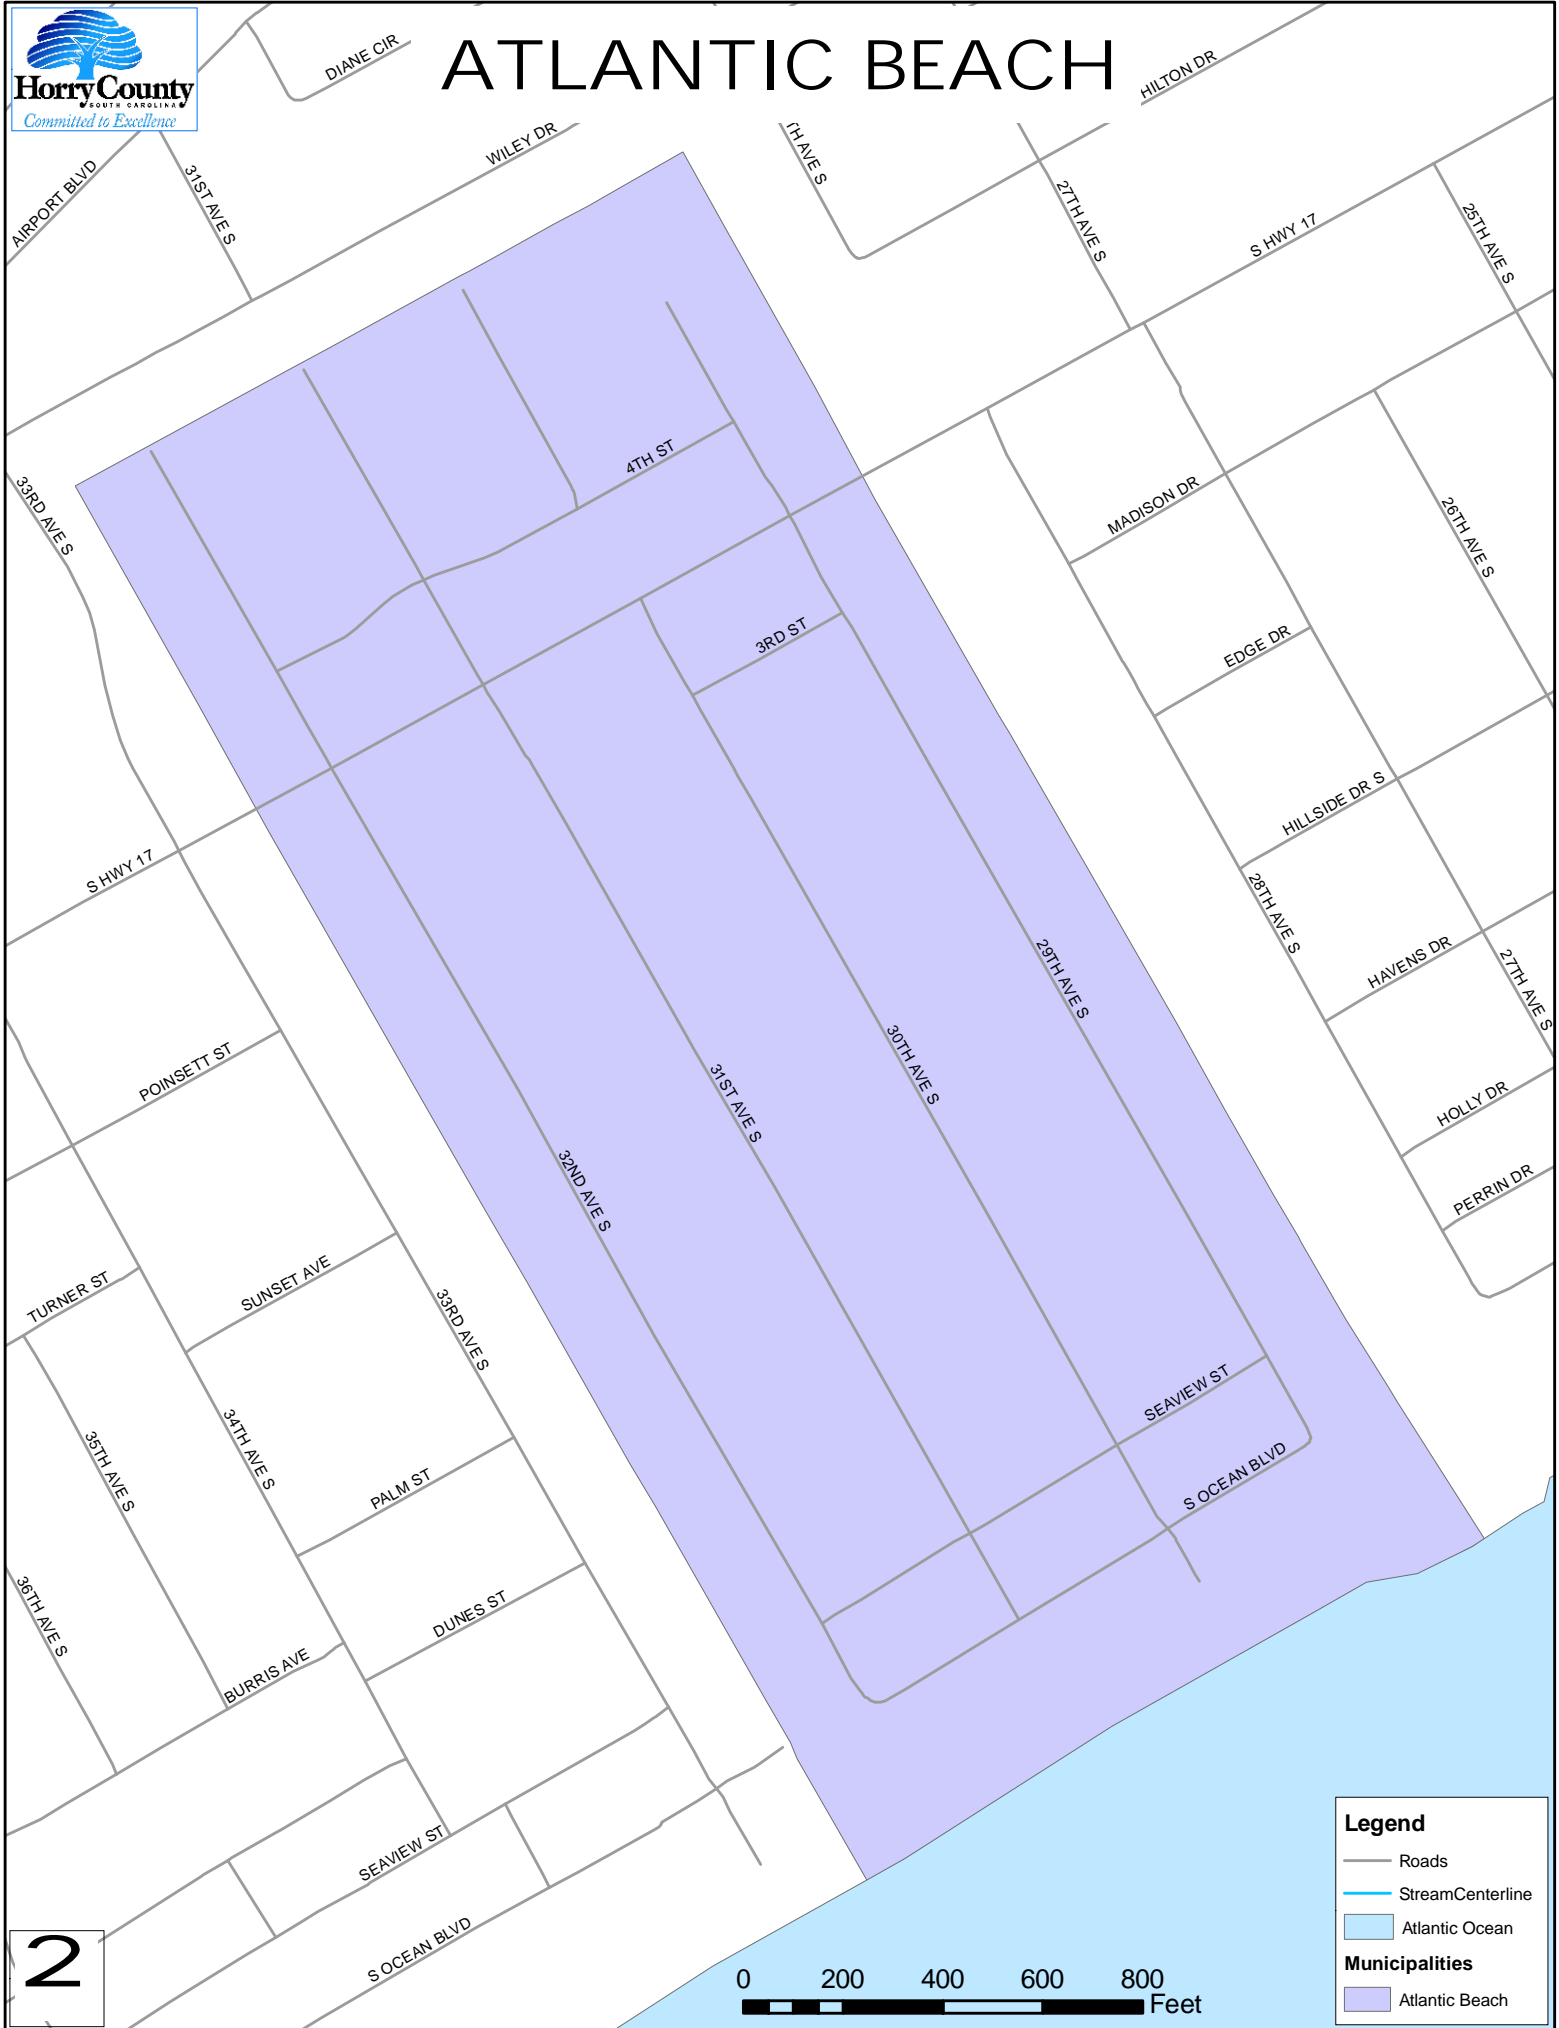 ATLANTIC BEACH
Horry County
SOUTH CAROLINA
Committed to Excellence
DIANE CIR
HILTON DR
WILEY DR
TH AVE S
AIRPORT BLVD
31ST AVE S
27TH AVE S
S HWY 17
25TH AVE S
4TH ST
33RD AVE S
MADISON DR
26TH AVE S
3RD ST
EDGE DR
HILLSIDE DR S
S HWY 17
28TH AVE S
29TH AVE S
HAVENS DR
27TH AVE S
30TH AVE S
POINSETT ST
31ST AVE S
HOLLY DR
32ND AVE S
PERRIN DR
SUNSET AVE
TURNER ST
33RD AVE S
SEAVIEW ST
34TH AVE S
35TH AVE S
PALM ST
S OCEAN BLVD
36TH AVE S
DUNES ST
BURRIS AVE
SEAVIEW ST
S OCEAN BLVD
2
0 200 400 600 800
Feet
Legend
Roads
StreamCenterline
Atlantic Ocean
Municipalities
Atlantic Beach